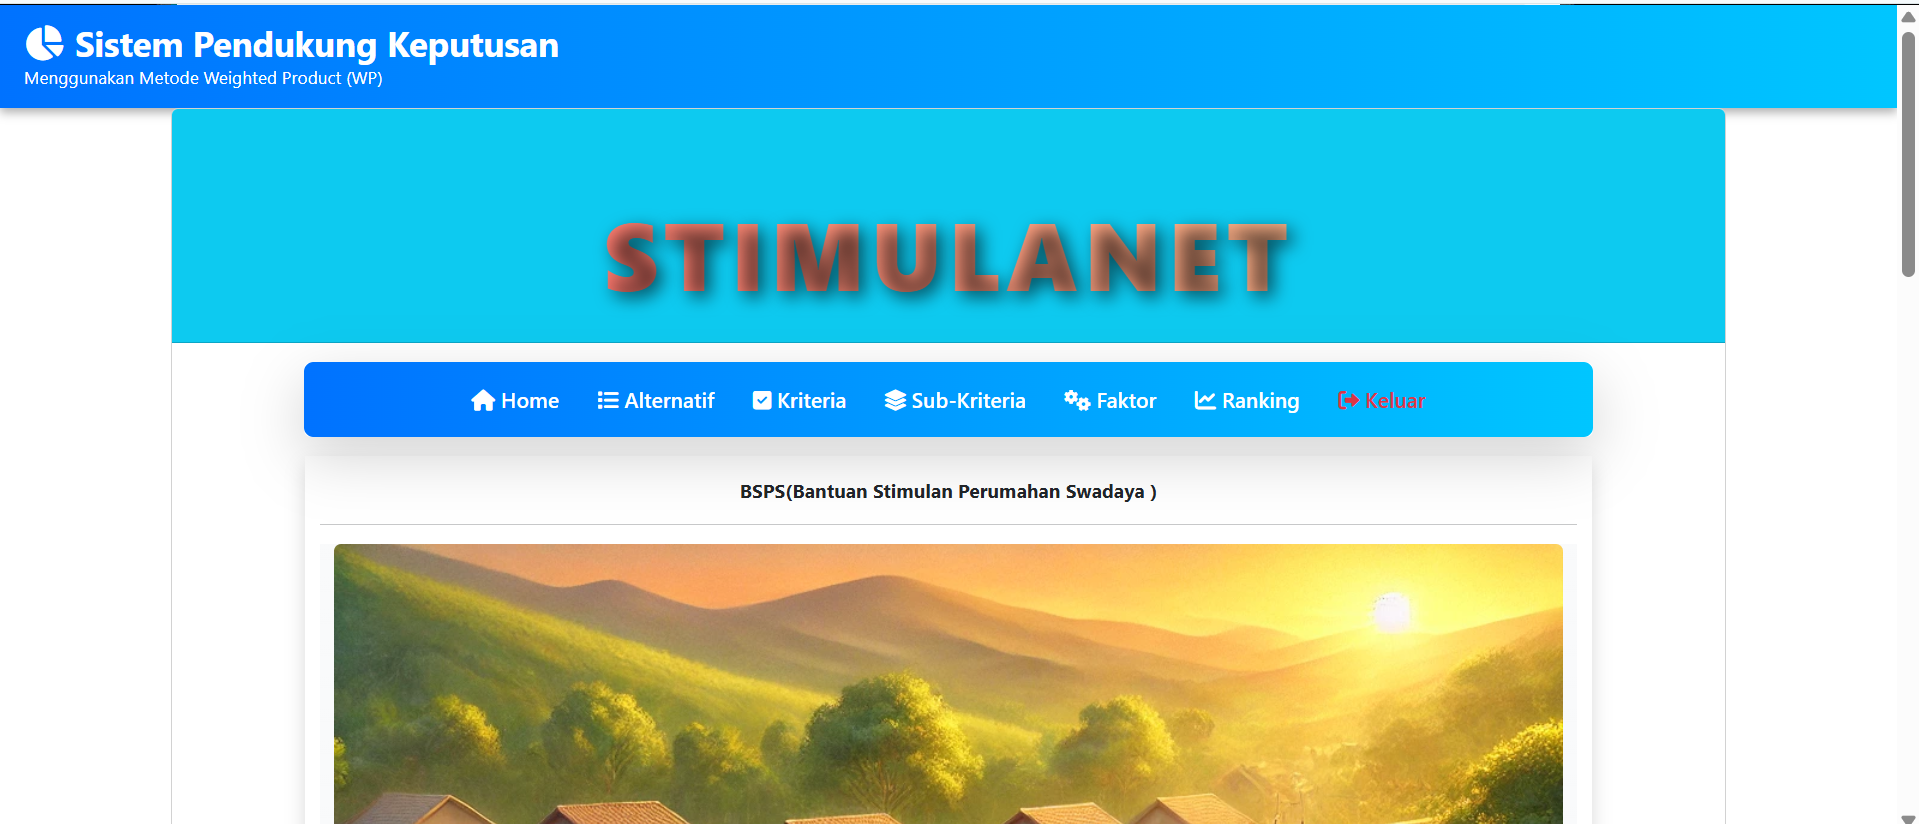 Sistem Pendukung Keputusan
Menggunakan Metode Weighted Product (WP)
STIMULANET
Home Alternatif Kriteria Sub-Kriteria Faktor Ranking Keluar
BSPS(Bantuan Stimulan Perumahan Swadaya )